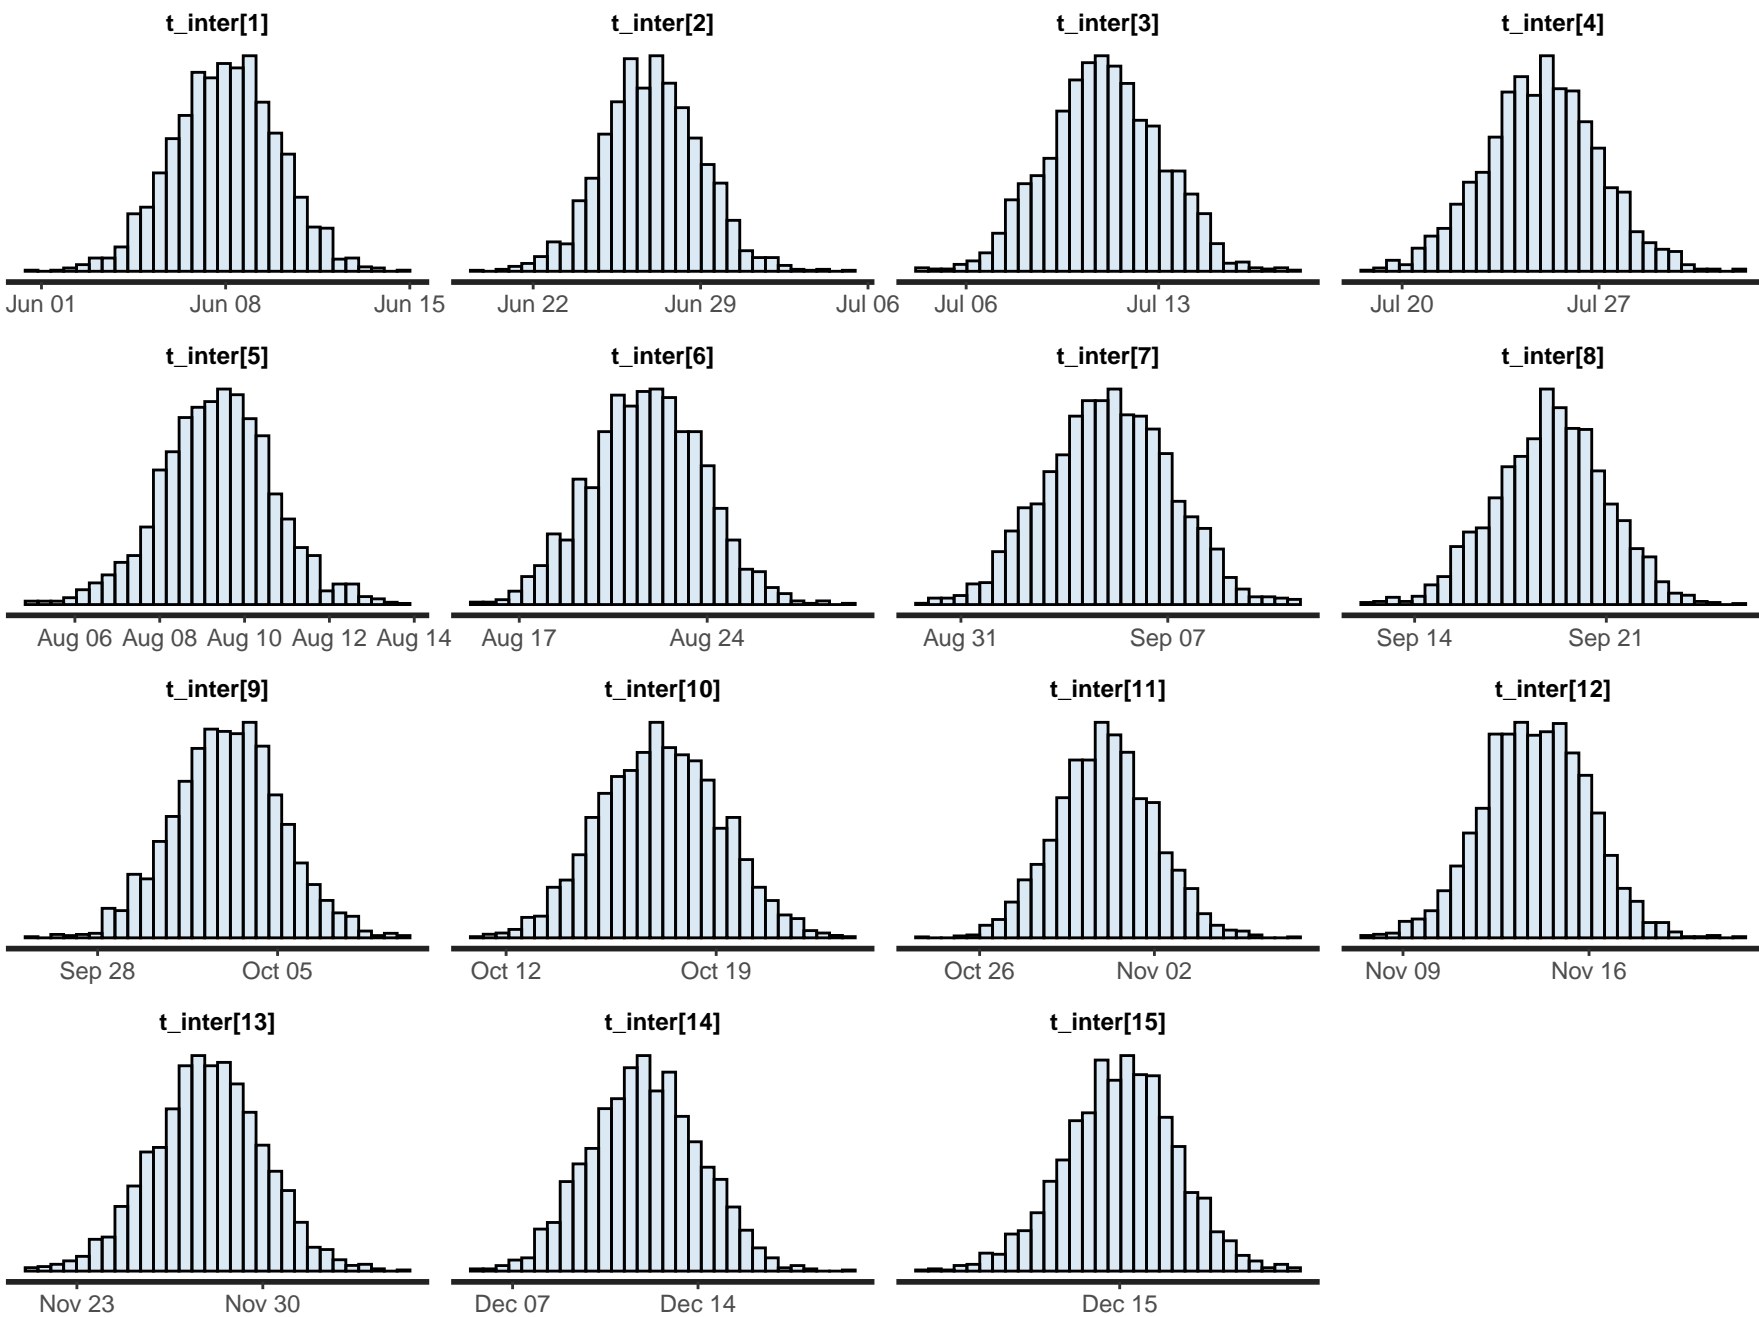 t_inter[1] t_inter[2] t_inter[3] t_inter[4]
Jun 01 Jun 08 Jun 15 Jun 22 Jun 29 Jul 06 Jul 06 Jul 13 Jul 20 Jul 27
t_inter[5] t_inter[6] t_inter[7] t_inter[8]
Aug 06 Aug 08 Aug 10 Aug 12 Aug 14 Aug 17 Aug 24 Aug 31 Sep 07 Sep 14 Sep 21
t_inter[9] t_inter[10] t_inter[11] t_inter[12]
Sep 28 Oct 05 Oct 12 Oct 19 Oct 26 Nov 02 Nov 09 Nov 16
t_inter[13] t_inter[14] t_inter[15]
Nov 23 Nov 30 Dec 07 Dec 14 Dec 15